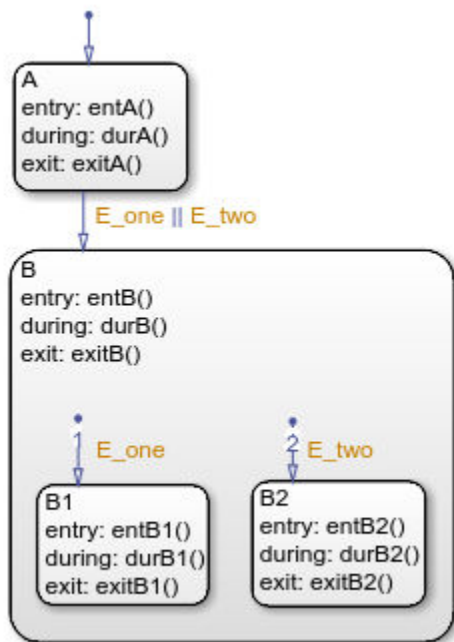 A
entry: entA()
during: durA()
exit: exitA()
E_one || E_two
B
entry: entB()
during: durB()
exit: exitB()
1
E_one
2
E_two
B1
entry: entB1()
during: durB1()
exit: exitB1()
B2
entry: entB2()
during: durB2()
exit: exitB2()